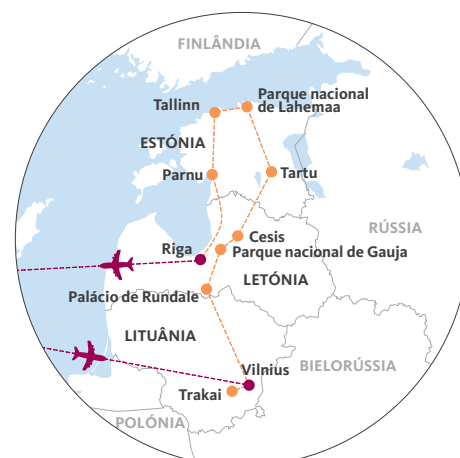 FINLÂNDIA
Parque nacional
de Lahemaa
Tallinn
ESTÓNIA
Parnu
Tartu
RÚSSIA
Cesis
Riga
Parque nacional de Gauja
LETÓNIA
Palácio de Rundale
LITUÂNIA
BIELORÚSSIA
Vilnius
Trakai
POLÓNIA